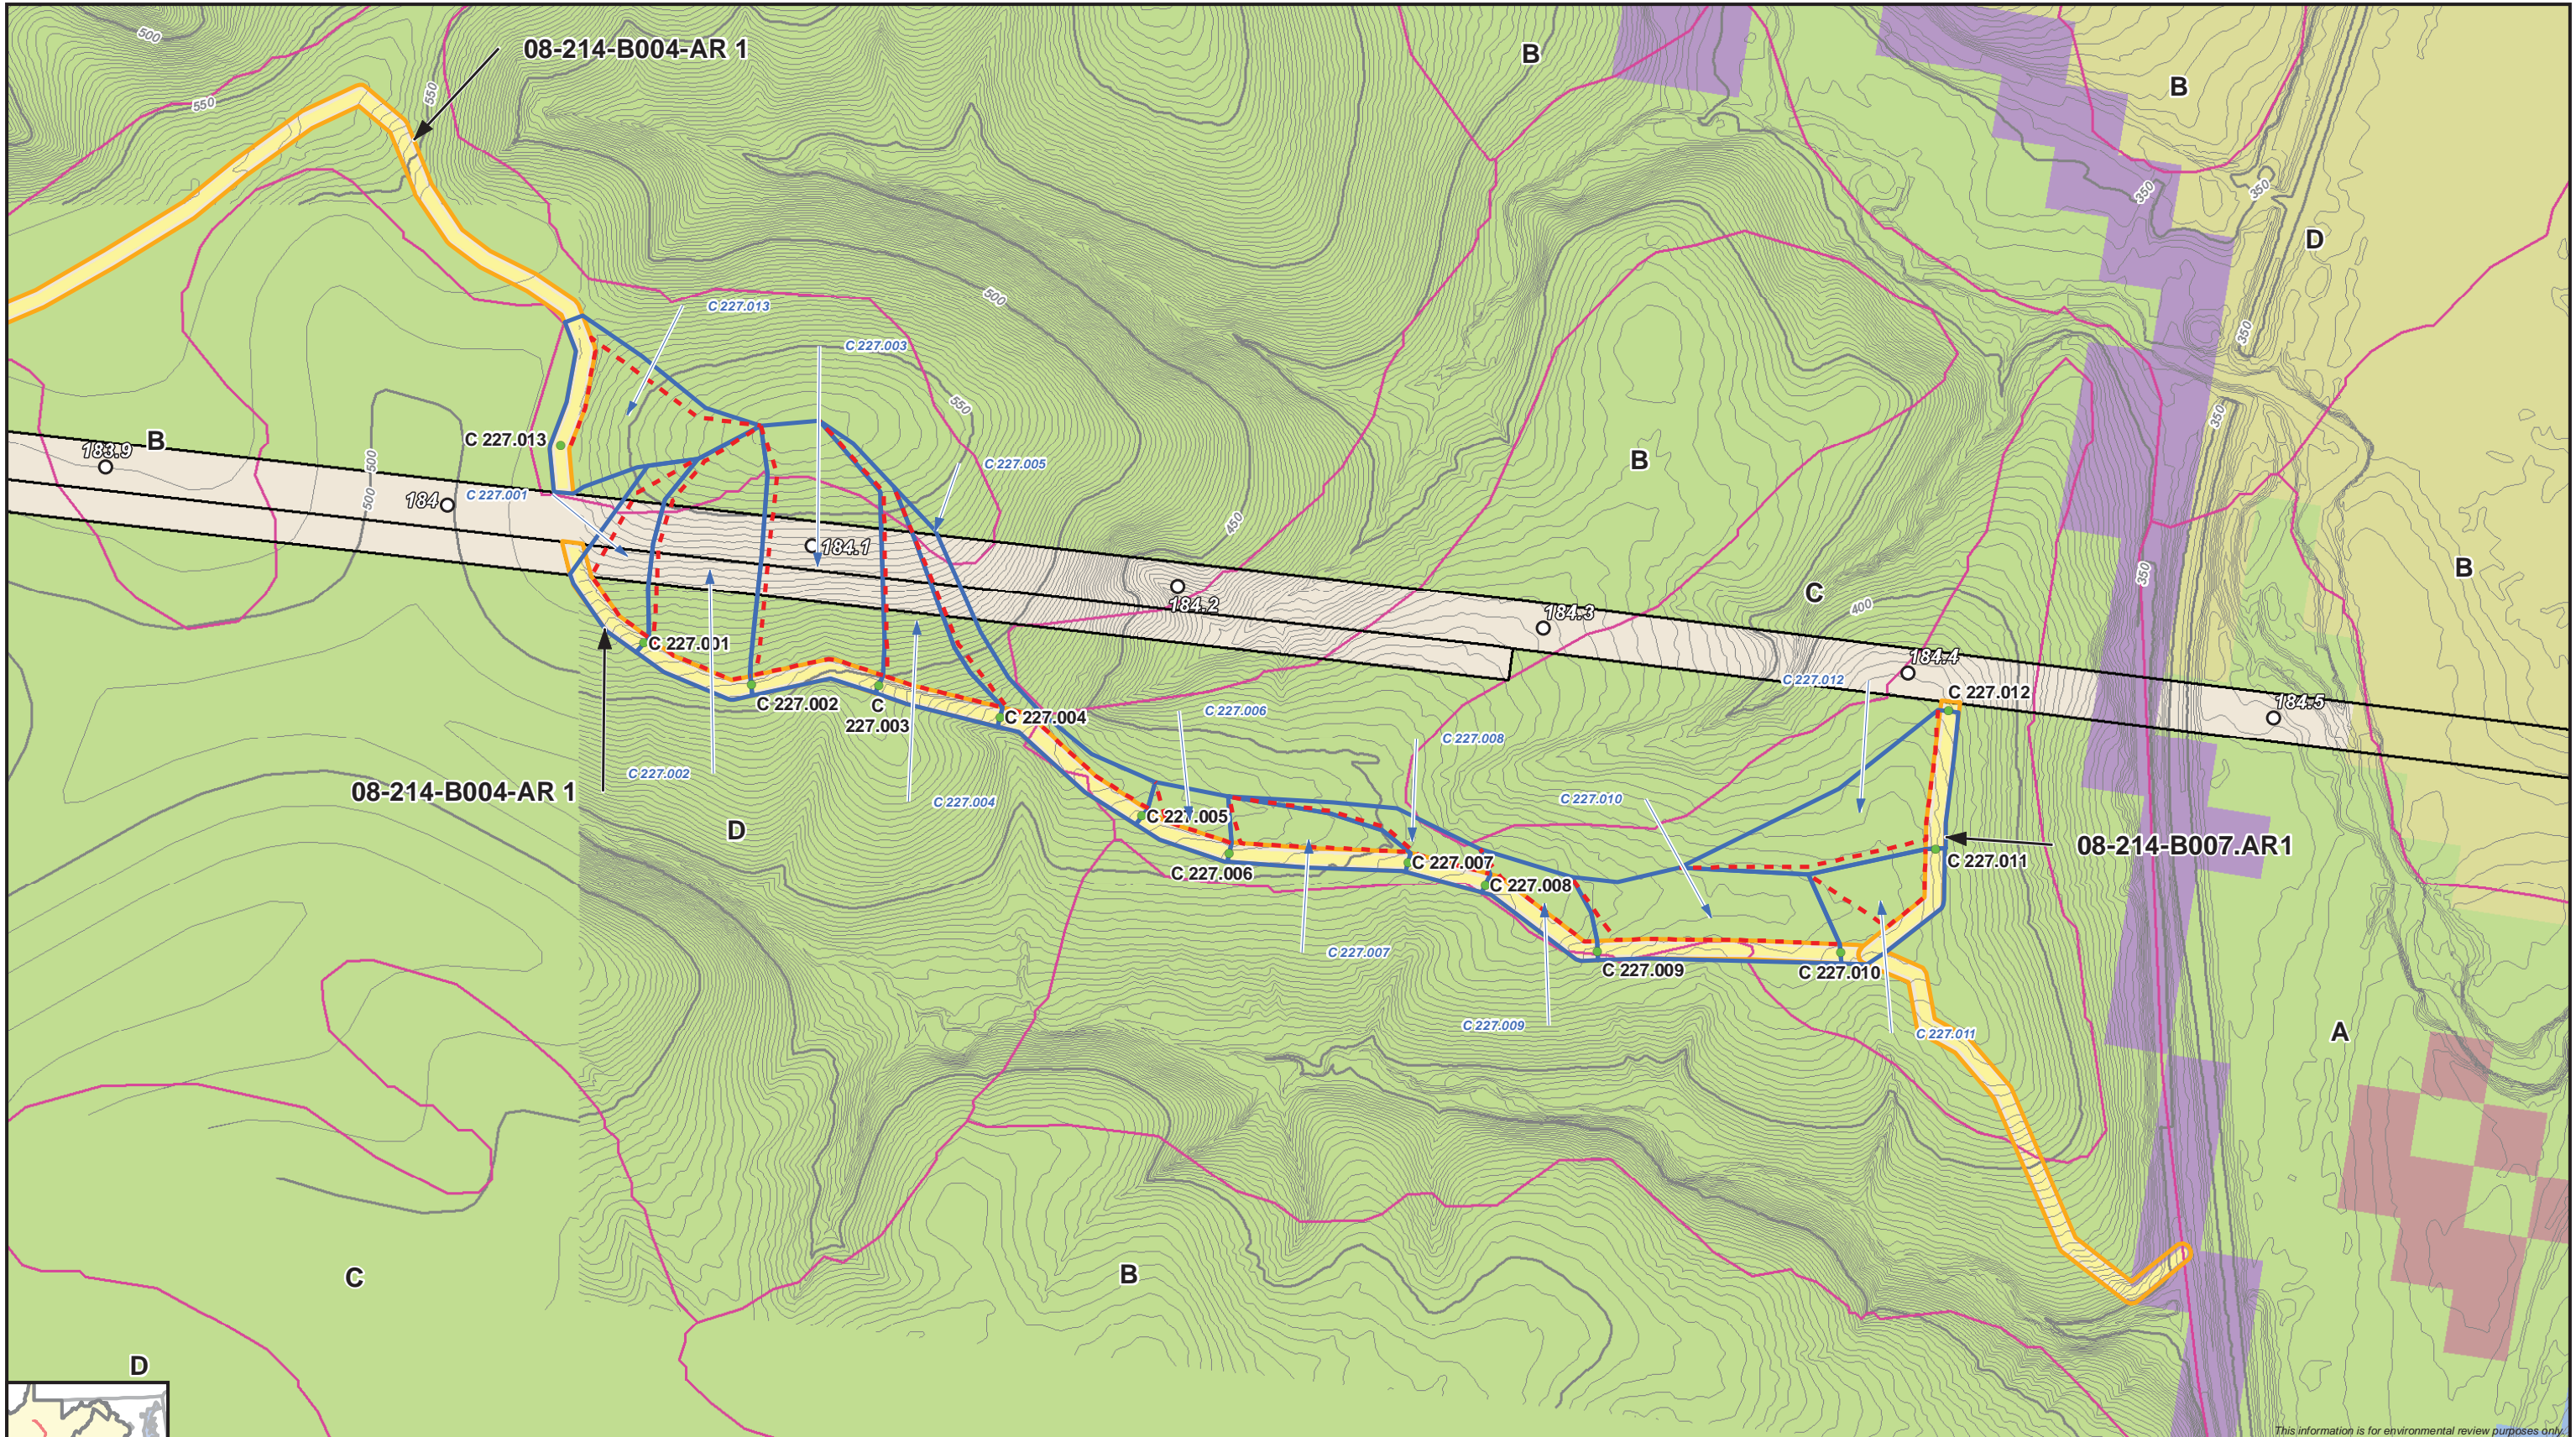 500
08-214-B004-AR 1
B
B
550
550
350
350
D
500
C 227.013
350
C 227.003
550
350
C 227.013
B
183.9
500
C 227.005
B
184
500
C 227.001
450
184.1
350
B
184.2
C
400
184.3
C 227.001
184.4
C 227.012
C 227.012
184.5
C 227.002
C
227.003
C 227.004
C 227.006
C 227.008
C 227.002
08-214-B004-AR 1
C 227.004
C 227.010
D
C 227.005
08-214-B007.AR1
C 227.006
C 227.007
C 227.011
C 227.008
C 227.007
C 227.009
C 227.010
C 227.009
C 227.011
A
C
B
D
This information is for environmental review purposes only.